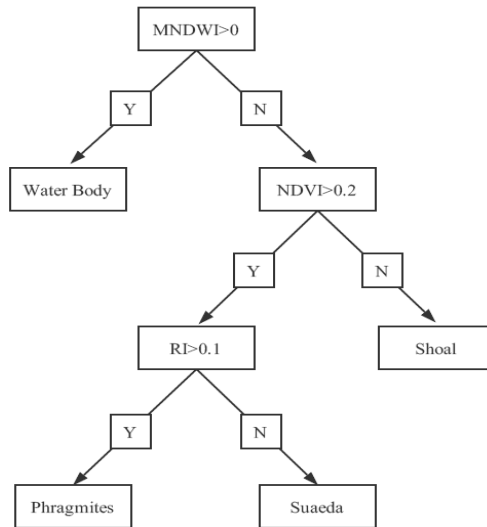 MNDWI>0
Y
N
Water Body
NDVI>0.2
Y
N
RI>0.1
Shoal
Y
N
Phragmites
Suaeda